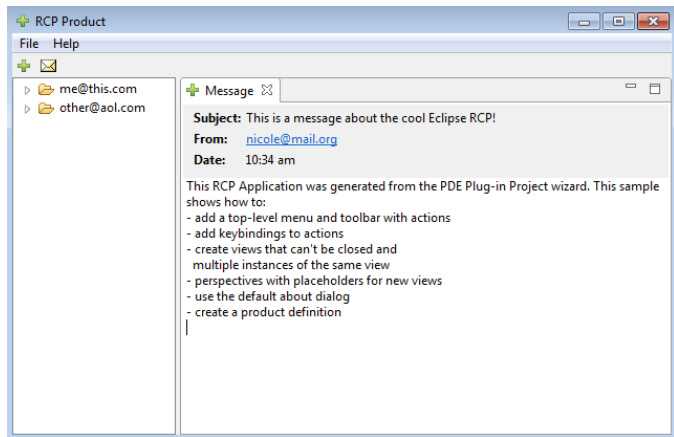 RCP Product
File Help
me@this.com
other@aol.com
Message
Subject: This is a message about the cool Eclipse RCP!
From: nicole@mail.org
Date: 10:34 am
This RCP Application was generated from the PDE Plug-in Project wizard. This sample
shows how to:
- add a top-level menu and toolbar with actions
- add keybindings to actions
- create views that can't be closed and
multiple instances of the same view
- perspectives with placeholders for new views
- use the default about dialog
- create a product definition